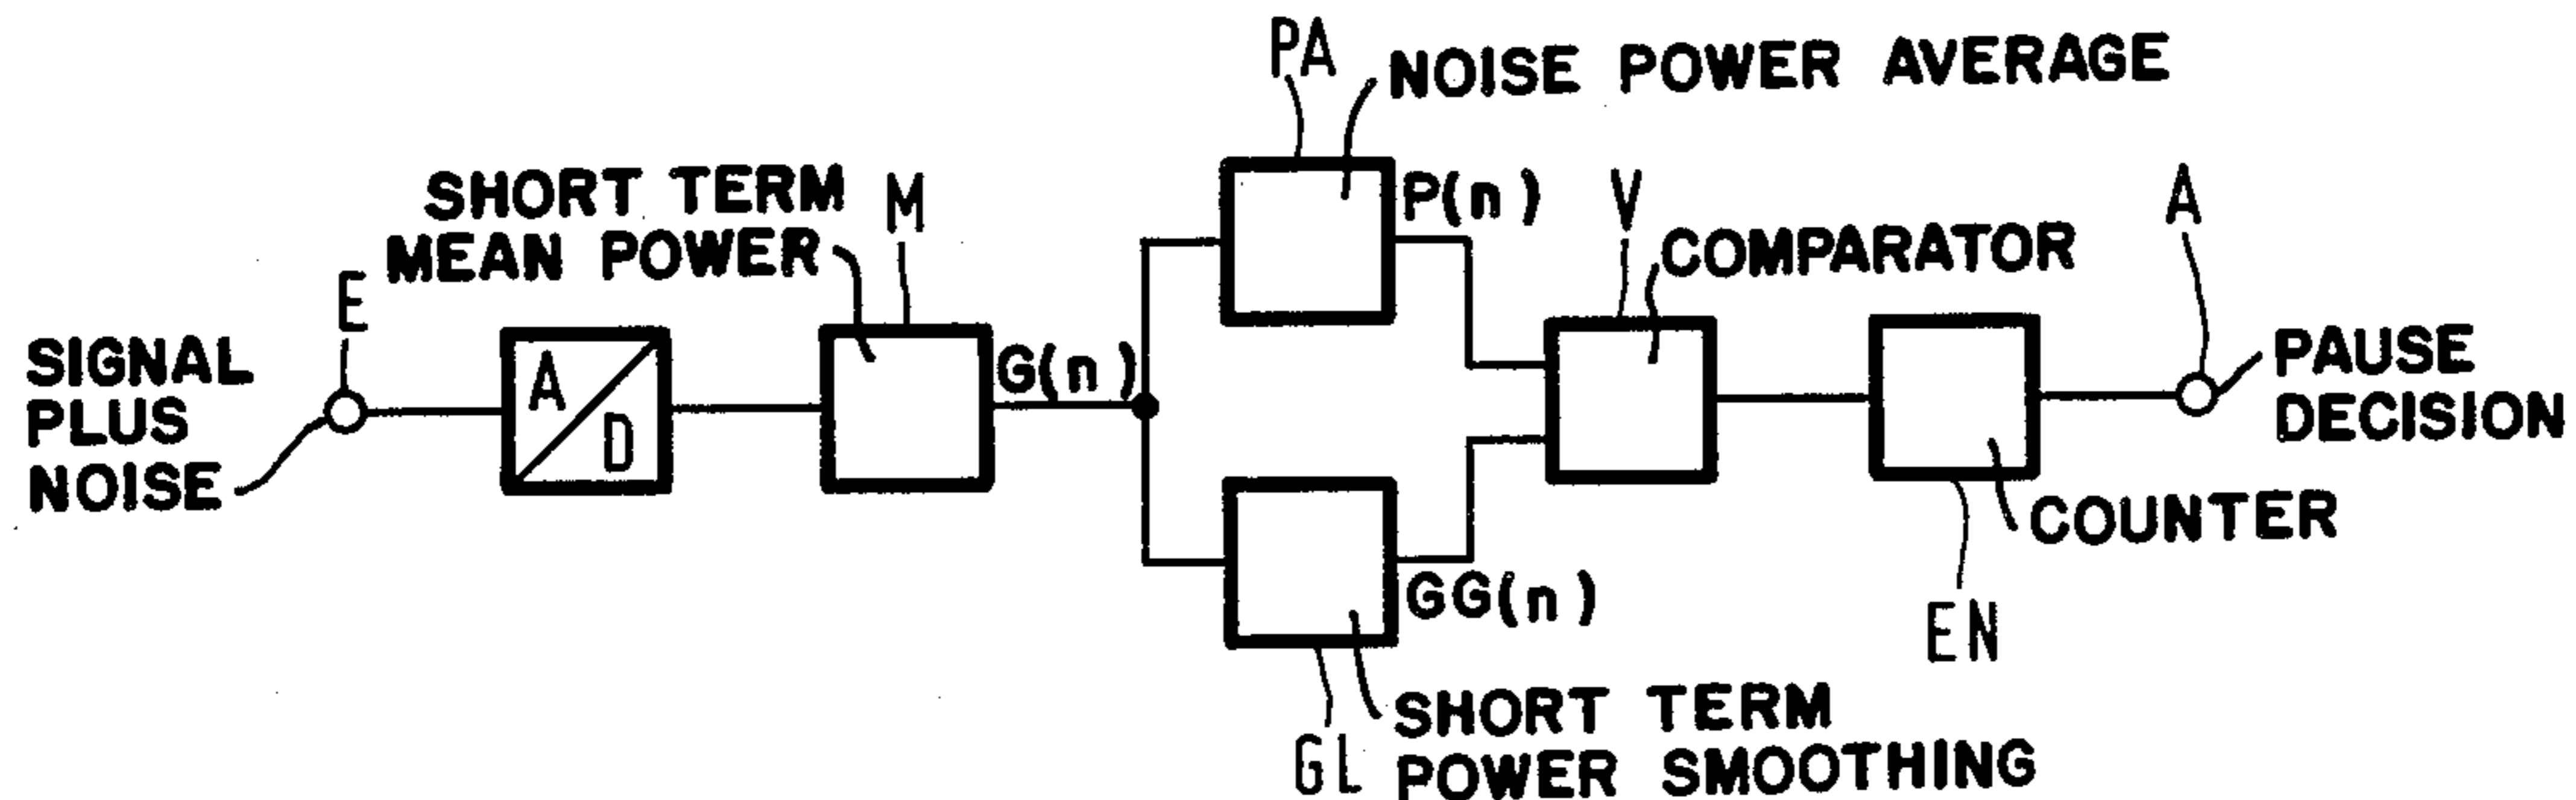 SIGNAL
PLUS
NOISE
E
A
D
SHORT TERM
MEAN POWER
M
G(n)
PA
NOISE POWER AVERAGE
P(n)
GG(n)
GL
SHORT TERM
POWER SMOOTHING
V
COMPARATOR
EN
COUNTER
A
PAUSE
DECISION